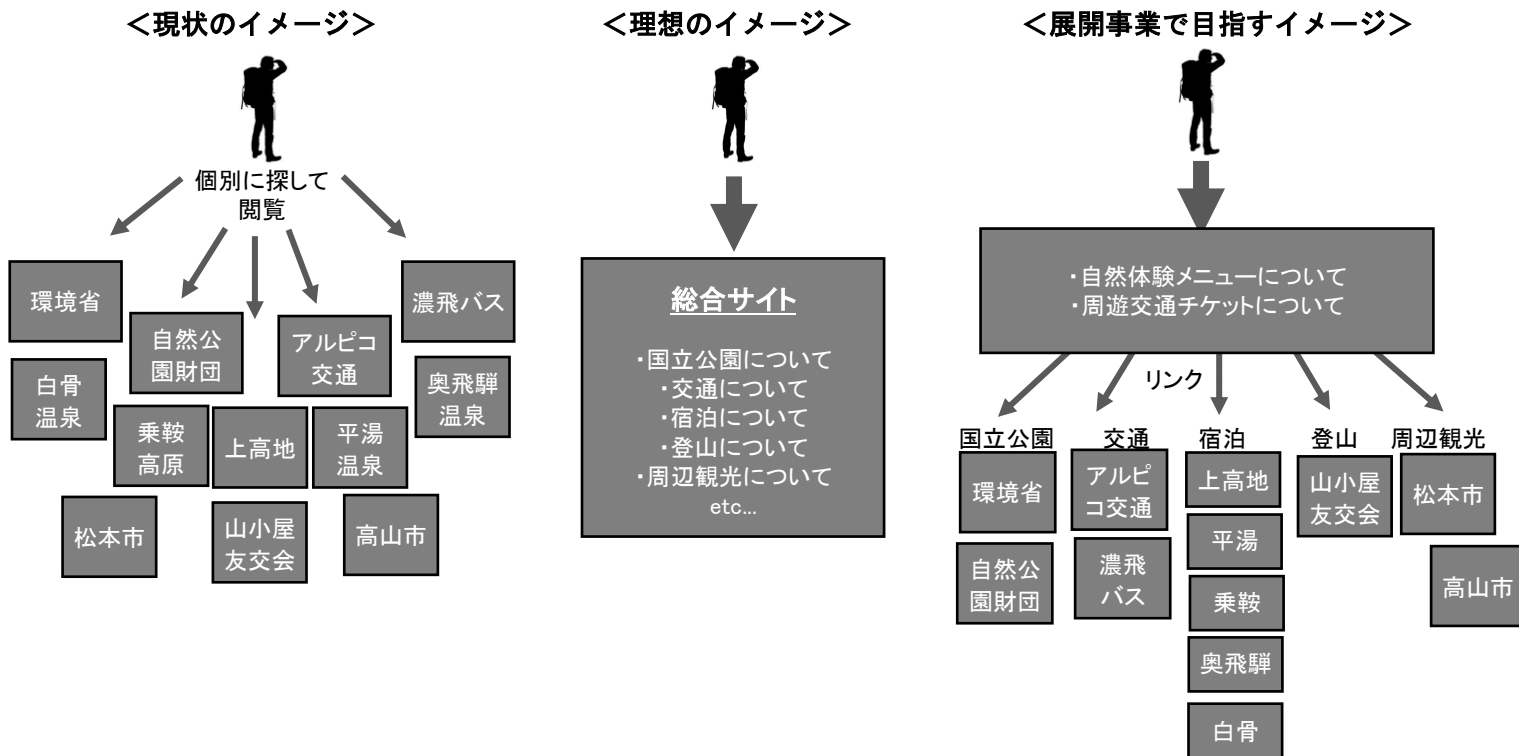 <現状のイメージ>
個別に探して
閲覧
環境省
濃飛バス
自然公
園財団
アルピコ
交通
白骨
温泉
奥飛騨
温泉
乗鞍
高原
上高地
平湯
温泉
松本市
山小屋
友交会
高山市
<理想のイメージ>
総合サイト
・国立公園について
・交通について
・宿泊について
・登山について
・周辺観光について
etc...
<展開事業で目指すイメージ>
・自然体験メニューについて
・周遊交通チケットについて
リンク
国立公園
環境省
自然公
園財団
交通
アルピ
コ交通
濃飛
バス
宿泊
上高地
平湯
乗鞍
奥飛騨
白骨
登山
山小屋
友交会
周辺観光
松本市
高山市